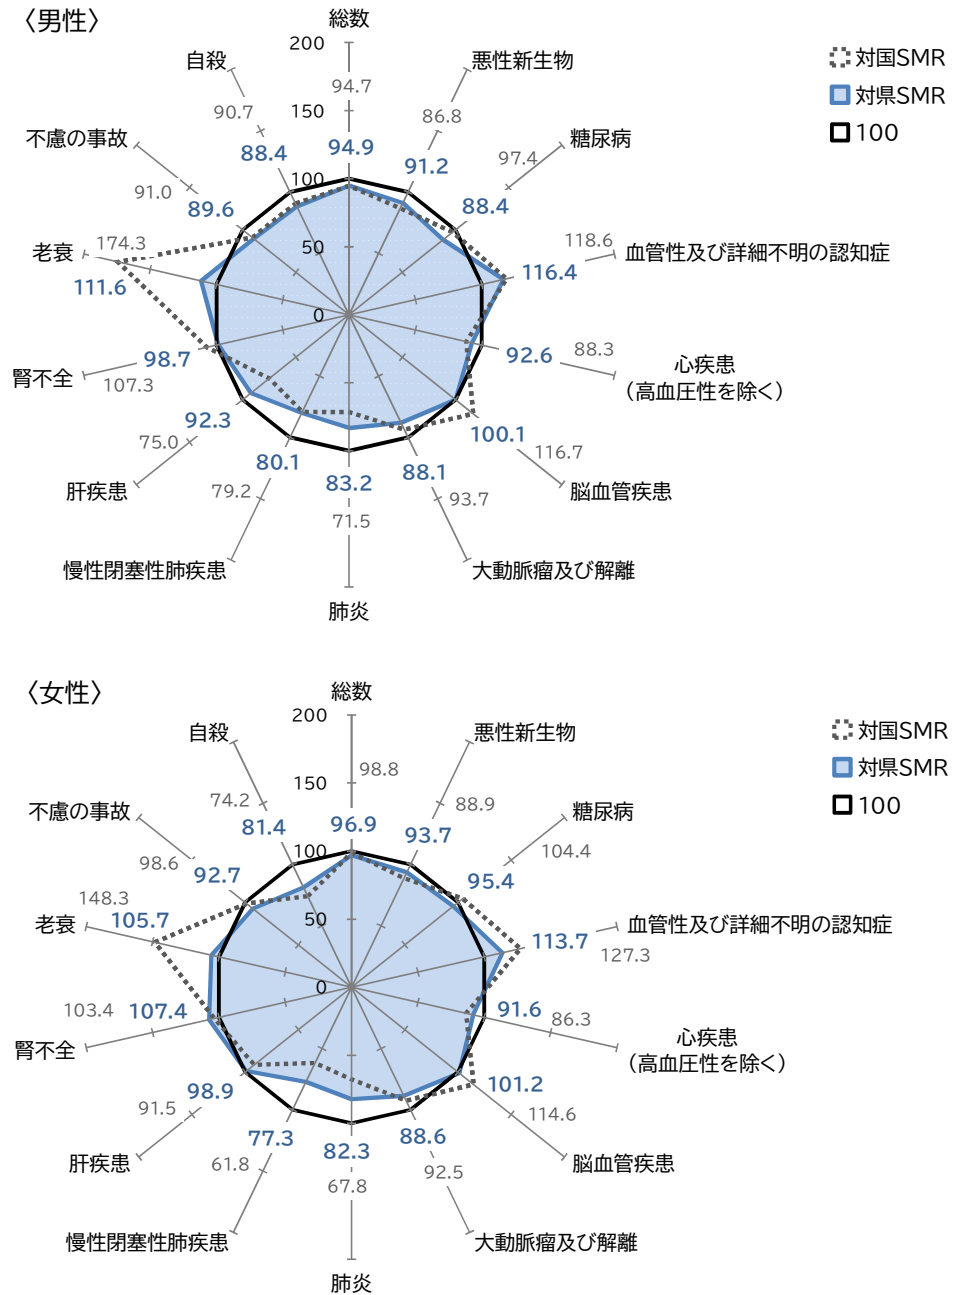 〈男性〉
総数
200
自殺
悪性新生物
対国SMR
94.7
90.7
150
86.8
対県SMR
不慮の事故
88.4
94.9
91.2
97.4
糖尿病
100
91.0
89.6
100
88.4
老衰
174.3
50
118.6
血管性及び詳細不明の認知症
111.6
116.4
0
腎不全
98.7
92.6
88.3
心疾患
(高血圧性を除く)
107.3
92.3
100.1
75.0
80.1
83.2
88.1
116.7
肝疾患
79.2
71.5
93.7
脳血管疾患
慢性閉塞性肺疾患
大動脈瘤及び解離
肺炎
〈女性〉
総数
200
自殺
悪性新生物
対国SMR
98.8
74.2
150
88.9
対県SMR
不慮の事故
81.4
96.9
93.7
糖尿病
100
98.6
92.7
100
95.4
104.4
148.3
老衰
105.7
50
113.7
血管性及び詳細不明の認知症
127.3
0
103.4
107.4
91.6
86.3
腎不全
心疾患
(高血圧性を除く)
98.9
101.2
91.5
77.3
82.3
88.6
114.6
肝疾患
61.8
67.8
92.5
脳血管疾患
慢性閉塞性肺疾患
大動脈瘤及び解離
肺炎